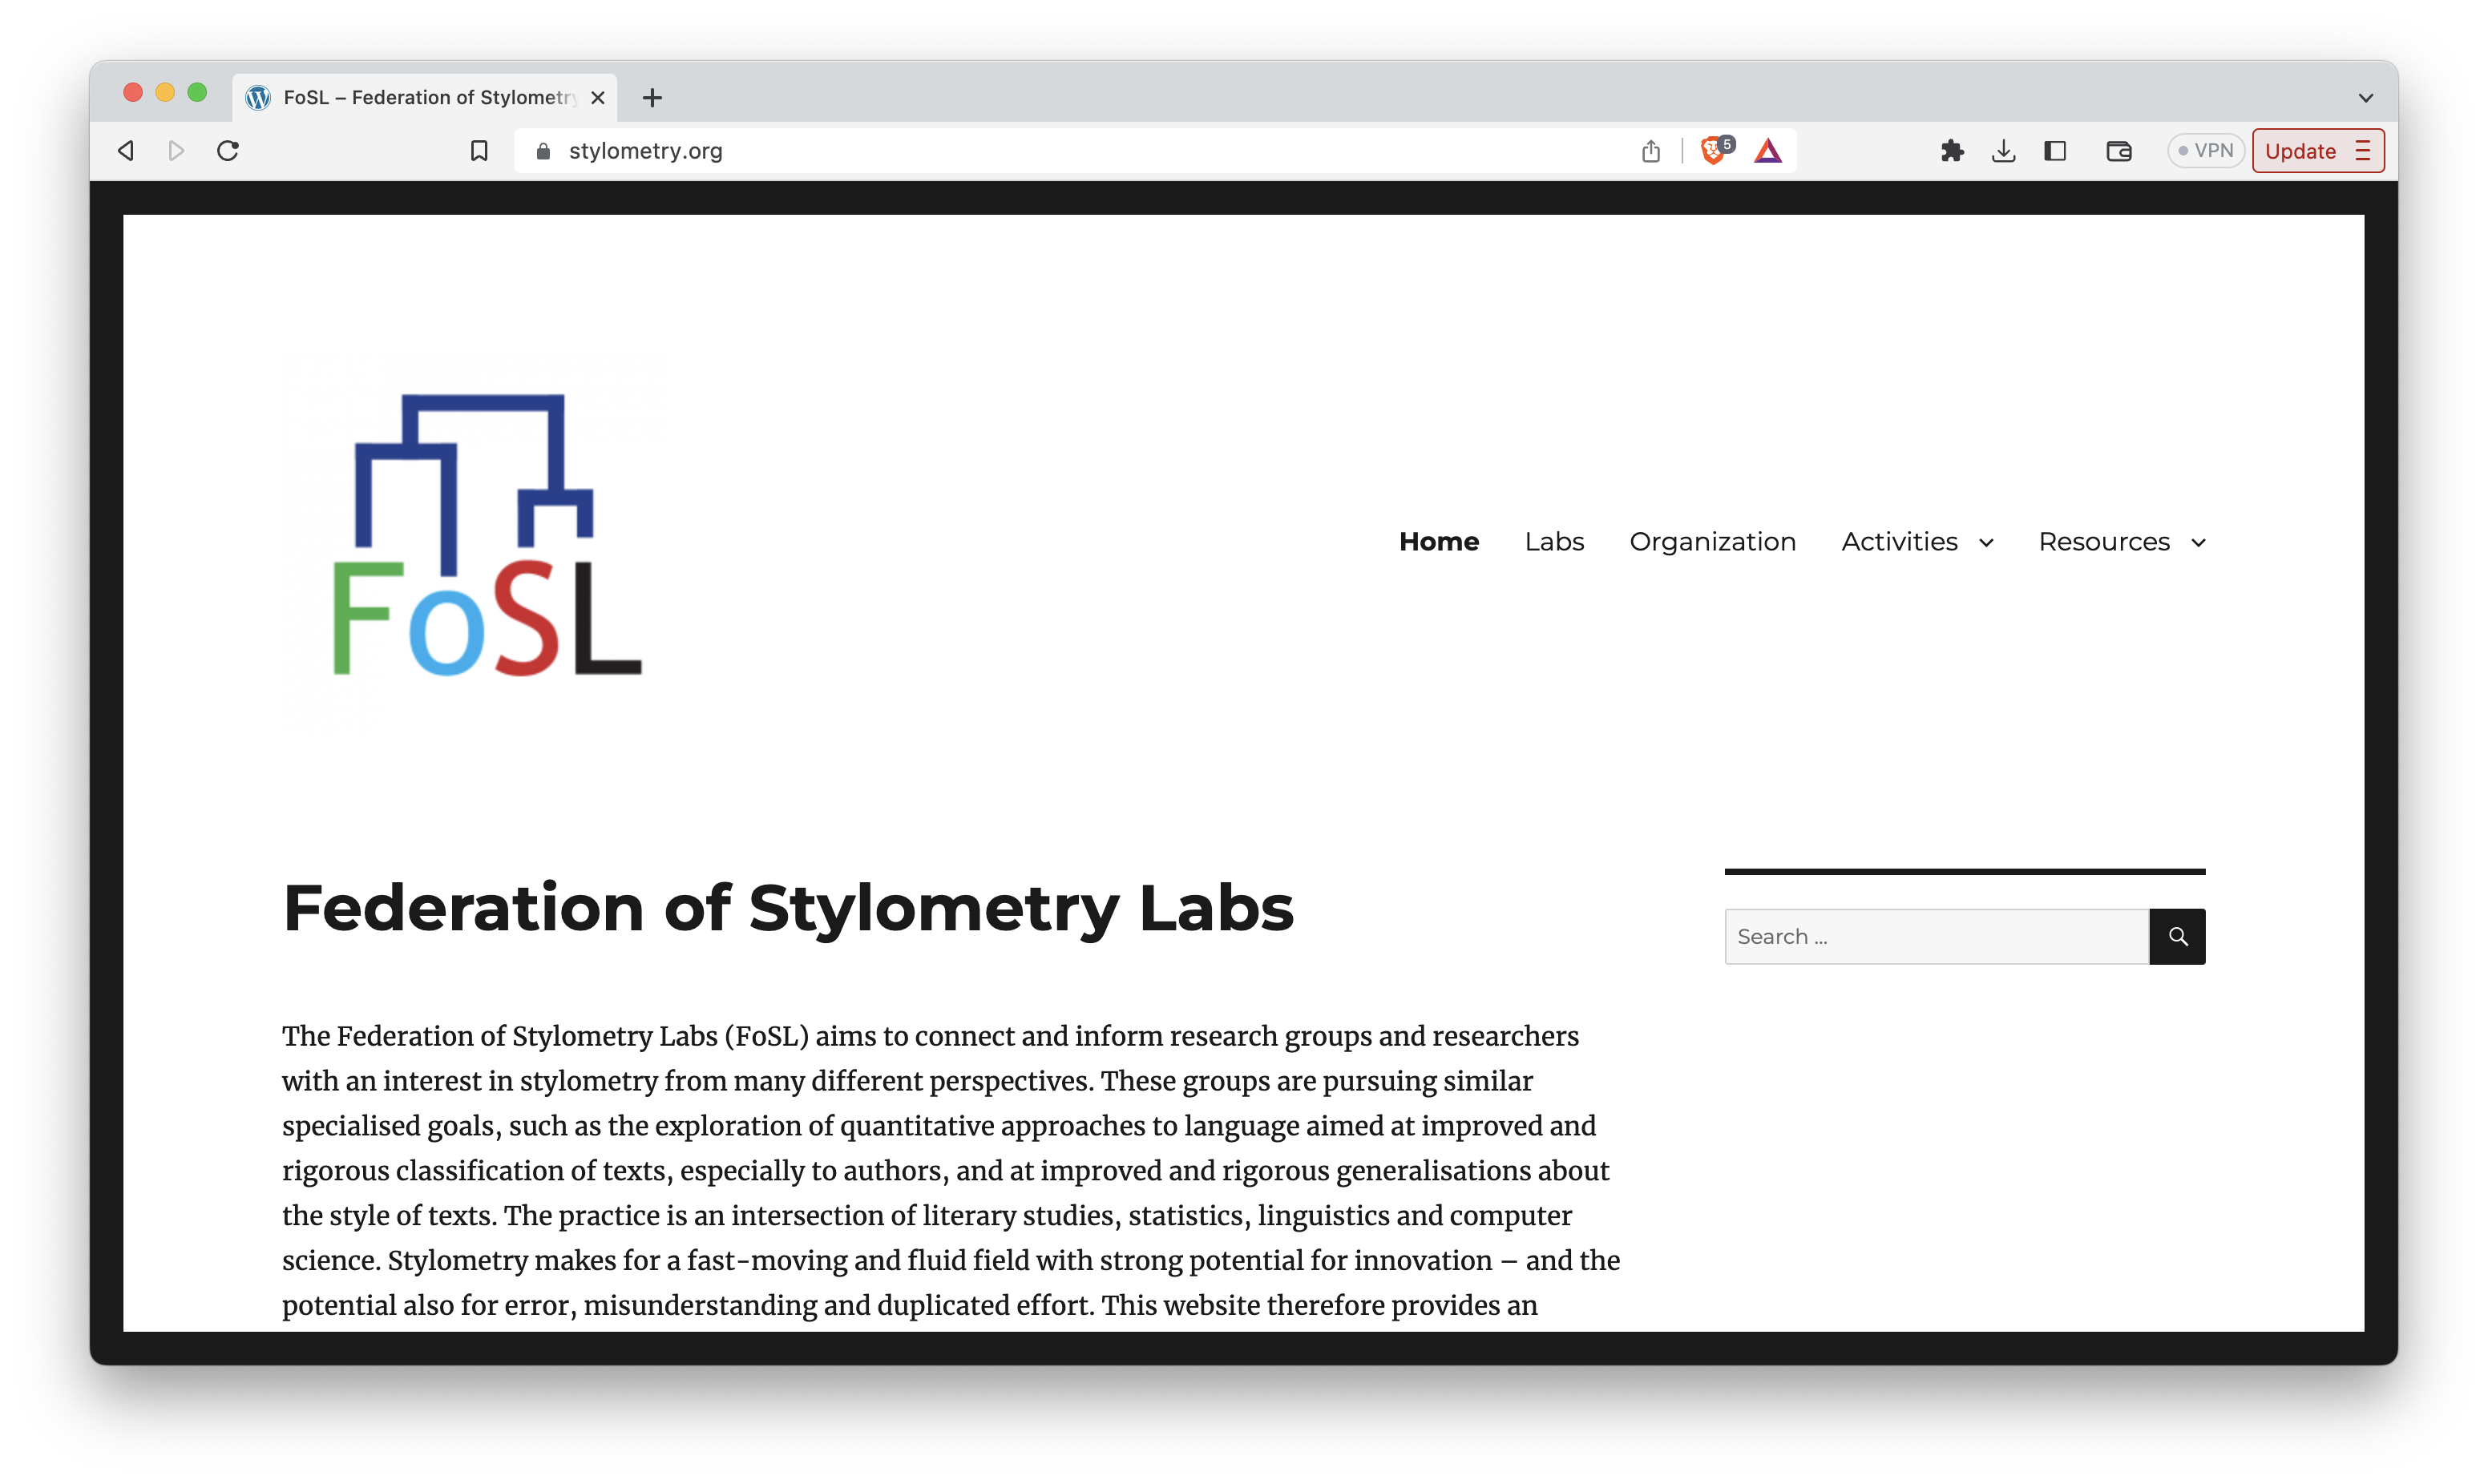 FoSL – Federation of Stylometry
stylometry.org
5
VPN
Update
FoSL
Home Labs Organization Activities Resources
Federation of Stylometry Labs
Search ...
The Federation of Stylometry Labs (FoSL) aims to connect and inform research groups and researchers
with an interest in stylometry from many different perspectives. These groups are pursuing similar
specialised goals, such as the exploration of quantitative approaches to language aimed at improved and
rigorous classification of texts, especially to authors, and at improved and rigorous generalisations about
the style of texts. The practice is an intersection of literary studies, statistics, linguistics and computer
science. Stylometry makes for a fast-moving and fluid field with strong potential for innovation – and the
potential also for error, misunderstanding and duplicated effort. This website therefore provides an